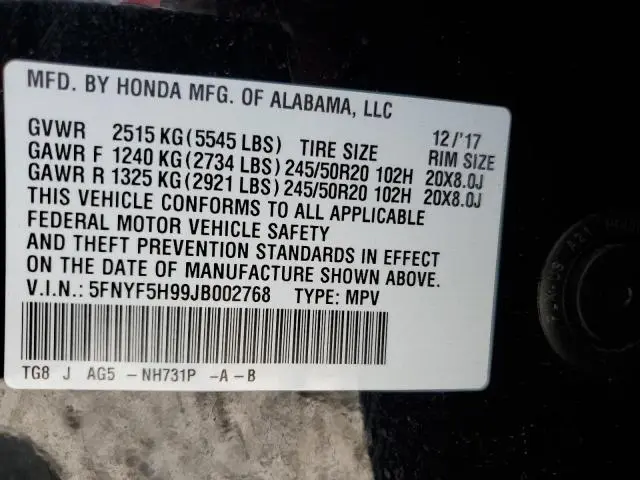 MFD. BY HONDA MFG. OF ALABAMA, LLC
12/'17
GVWR 2515 KG(5545 LBS) TIRE SIZE RIM SIZE
GAWR F 1240 KG(2734 LBS)245/50R20 102H 20X8.0J
GAWR R 1325 KG(2921 LBS)245/50R20 102H 20X8.0J
THIS VEHICLE CONFORMS TO ALL APPLICABLE
FEDERAL MOTOR VEHICLE SAFETY
AND THEFT PREVENTION STANDARDS IN EFFECT
ON THE DATE OF MANUFACTURE SHOWN ABOVE.
V.I.N.: 5FNYF5H99JB002768 TYPE: MPV
TG8 J AG5 -NH731P -A-B